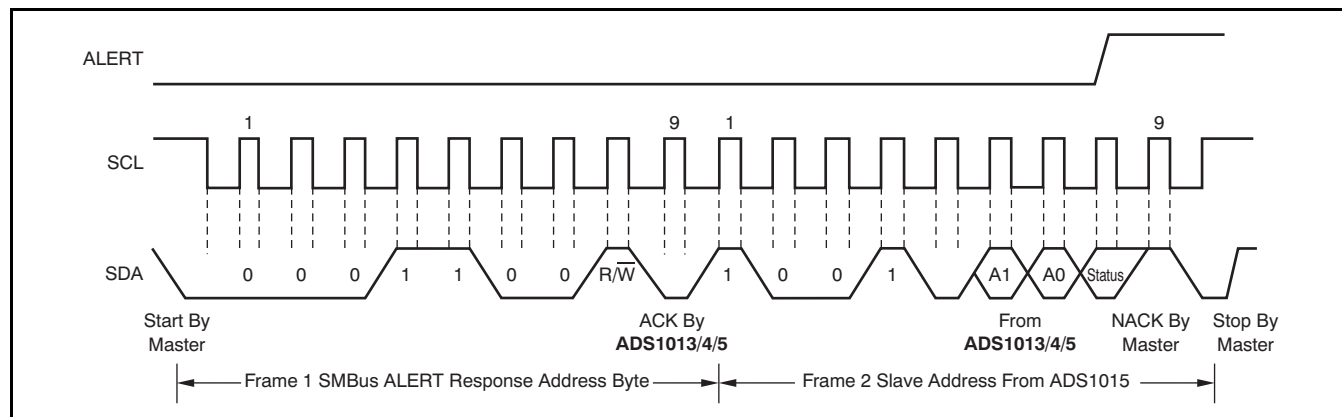 ALERT
1 9 1 9
SCL
SDA 0 0 0 1 1 0 0 R/W̅ 1 0 0 1 A1 A0 Status
Start By
Master
ACK By
ADS1013/4/5
From
ADS1013/4/5
NACK By
Master
Stop By
Master
Frame 1 SMBus ALERT Response Address Byte
Frame 2 Slave Address From ADS1015